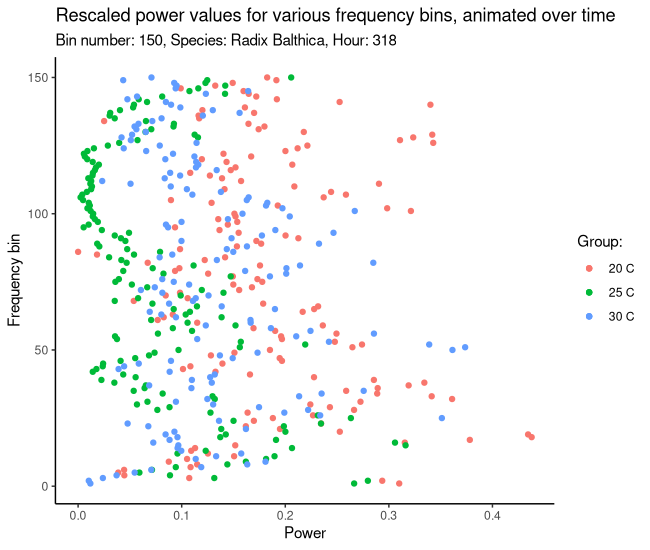 Rescaled power values for various frequency bins, animated over time
Bin number: 150, Species: Radix Balthica, Hour: 318
150
100
50
0
Frequency bin
0.0 0.1 0.2 0.3 0.4
Power
Group:
20 C
25 C
30 C